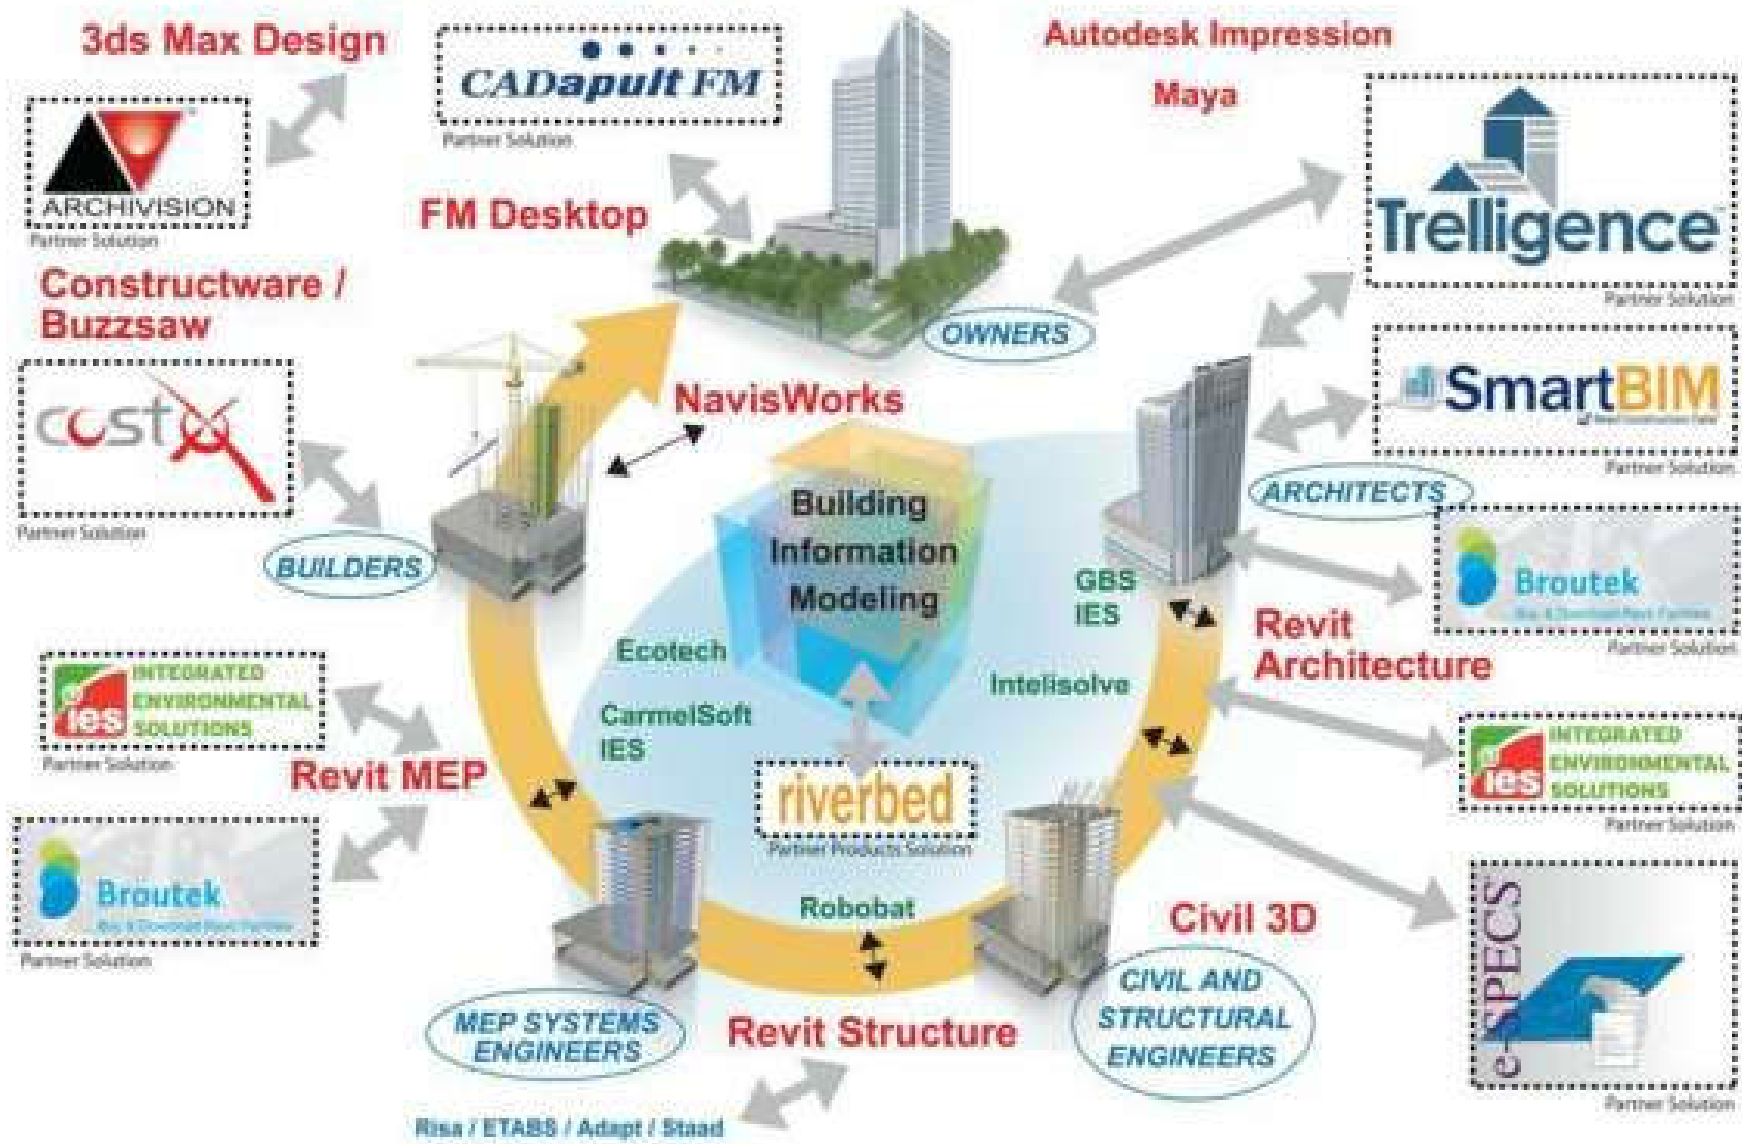 3ds Max Design
CADapult FM
Partner Solution
Autodesk Impression
Maya
ARCHIVISION
Partner Solution
FM Desktop
Trelligence
Partner Solution
Constructware /
Buzzsaw
OWNERS
costX
Partner Solution
NavisWorks
SmartBIM
Partner Solution
ARCHITECTS
BUILDERS
Building
Information
Modeling
GBS
IES
Broutek
Partner Solution
Revit
Architecture
Ecotech
Intelisolve
CarmelSoft
IES
ies
INTEGRATED
ENVIRONMENTAL
SOLUTIONS
Partner Solution
Revit MEP
riverbed
Partner Products Solution
ies
INTEGRATED
ENVIRONMENTAL
SOLUTIONS
Partner Solution
Broutek
Partner Solution
Robobat
Civil 3D
e-SPECS
Partner Solution
MEP SYSTEMS
ENGINEERS
Revit Structure
CIVIL AND
STRUCTURAL
ENGINEERS
Risa / ETABS / Adapt / Staad